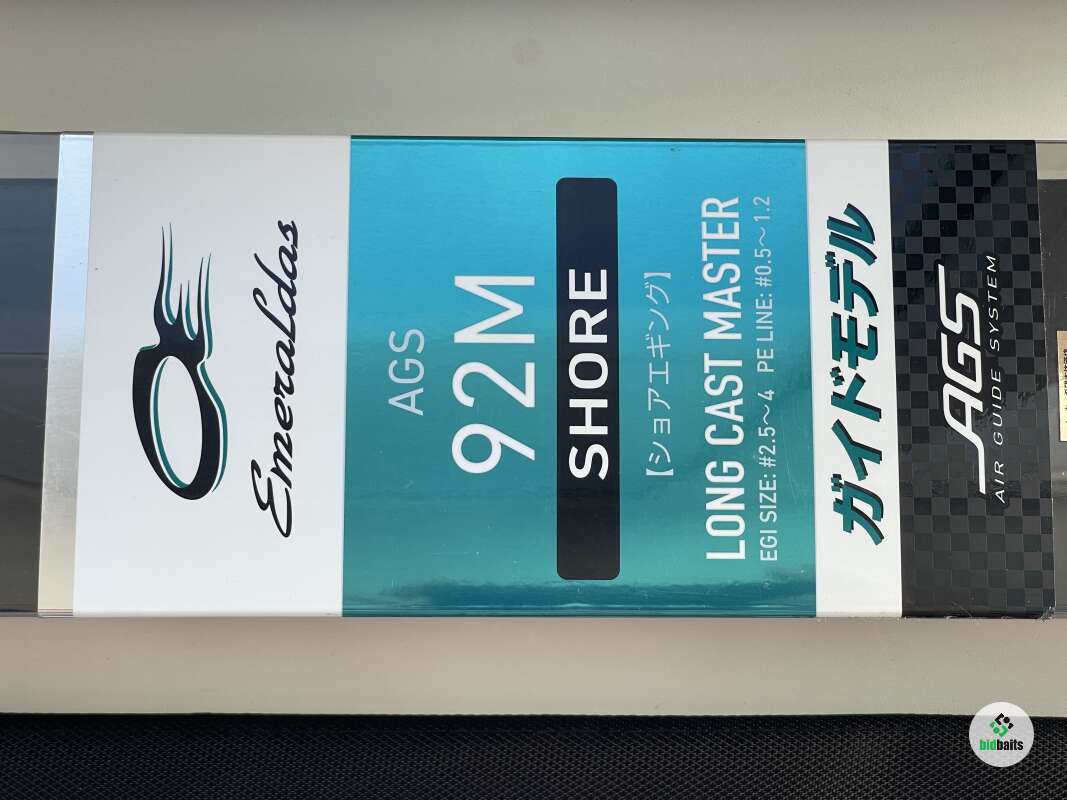 Emeraldas
AGS
92M
SHORE
【ショアエギング】
LONG CAST MASTER
EGI SIZE: #2.5〜4 PE LINE: #0.5〜1.2
ガイドモデル
AGS
AIR GUIDE SYSTEM
bidbaits